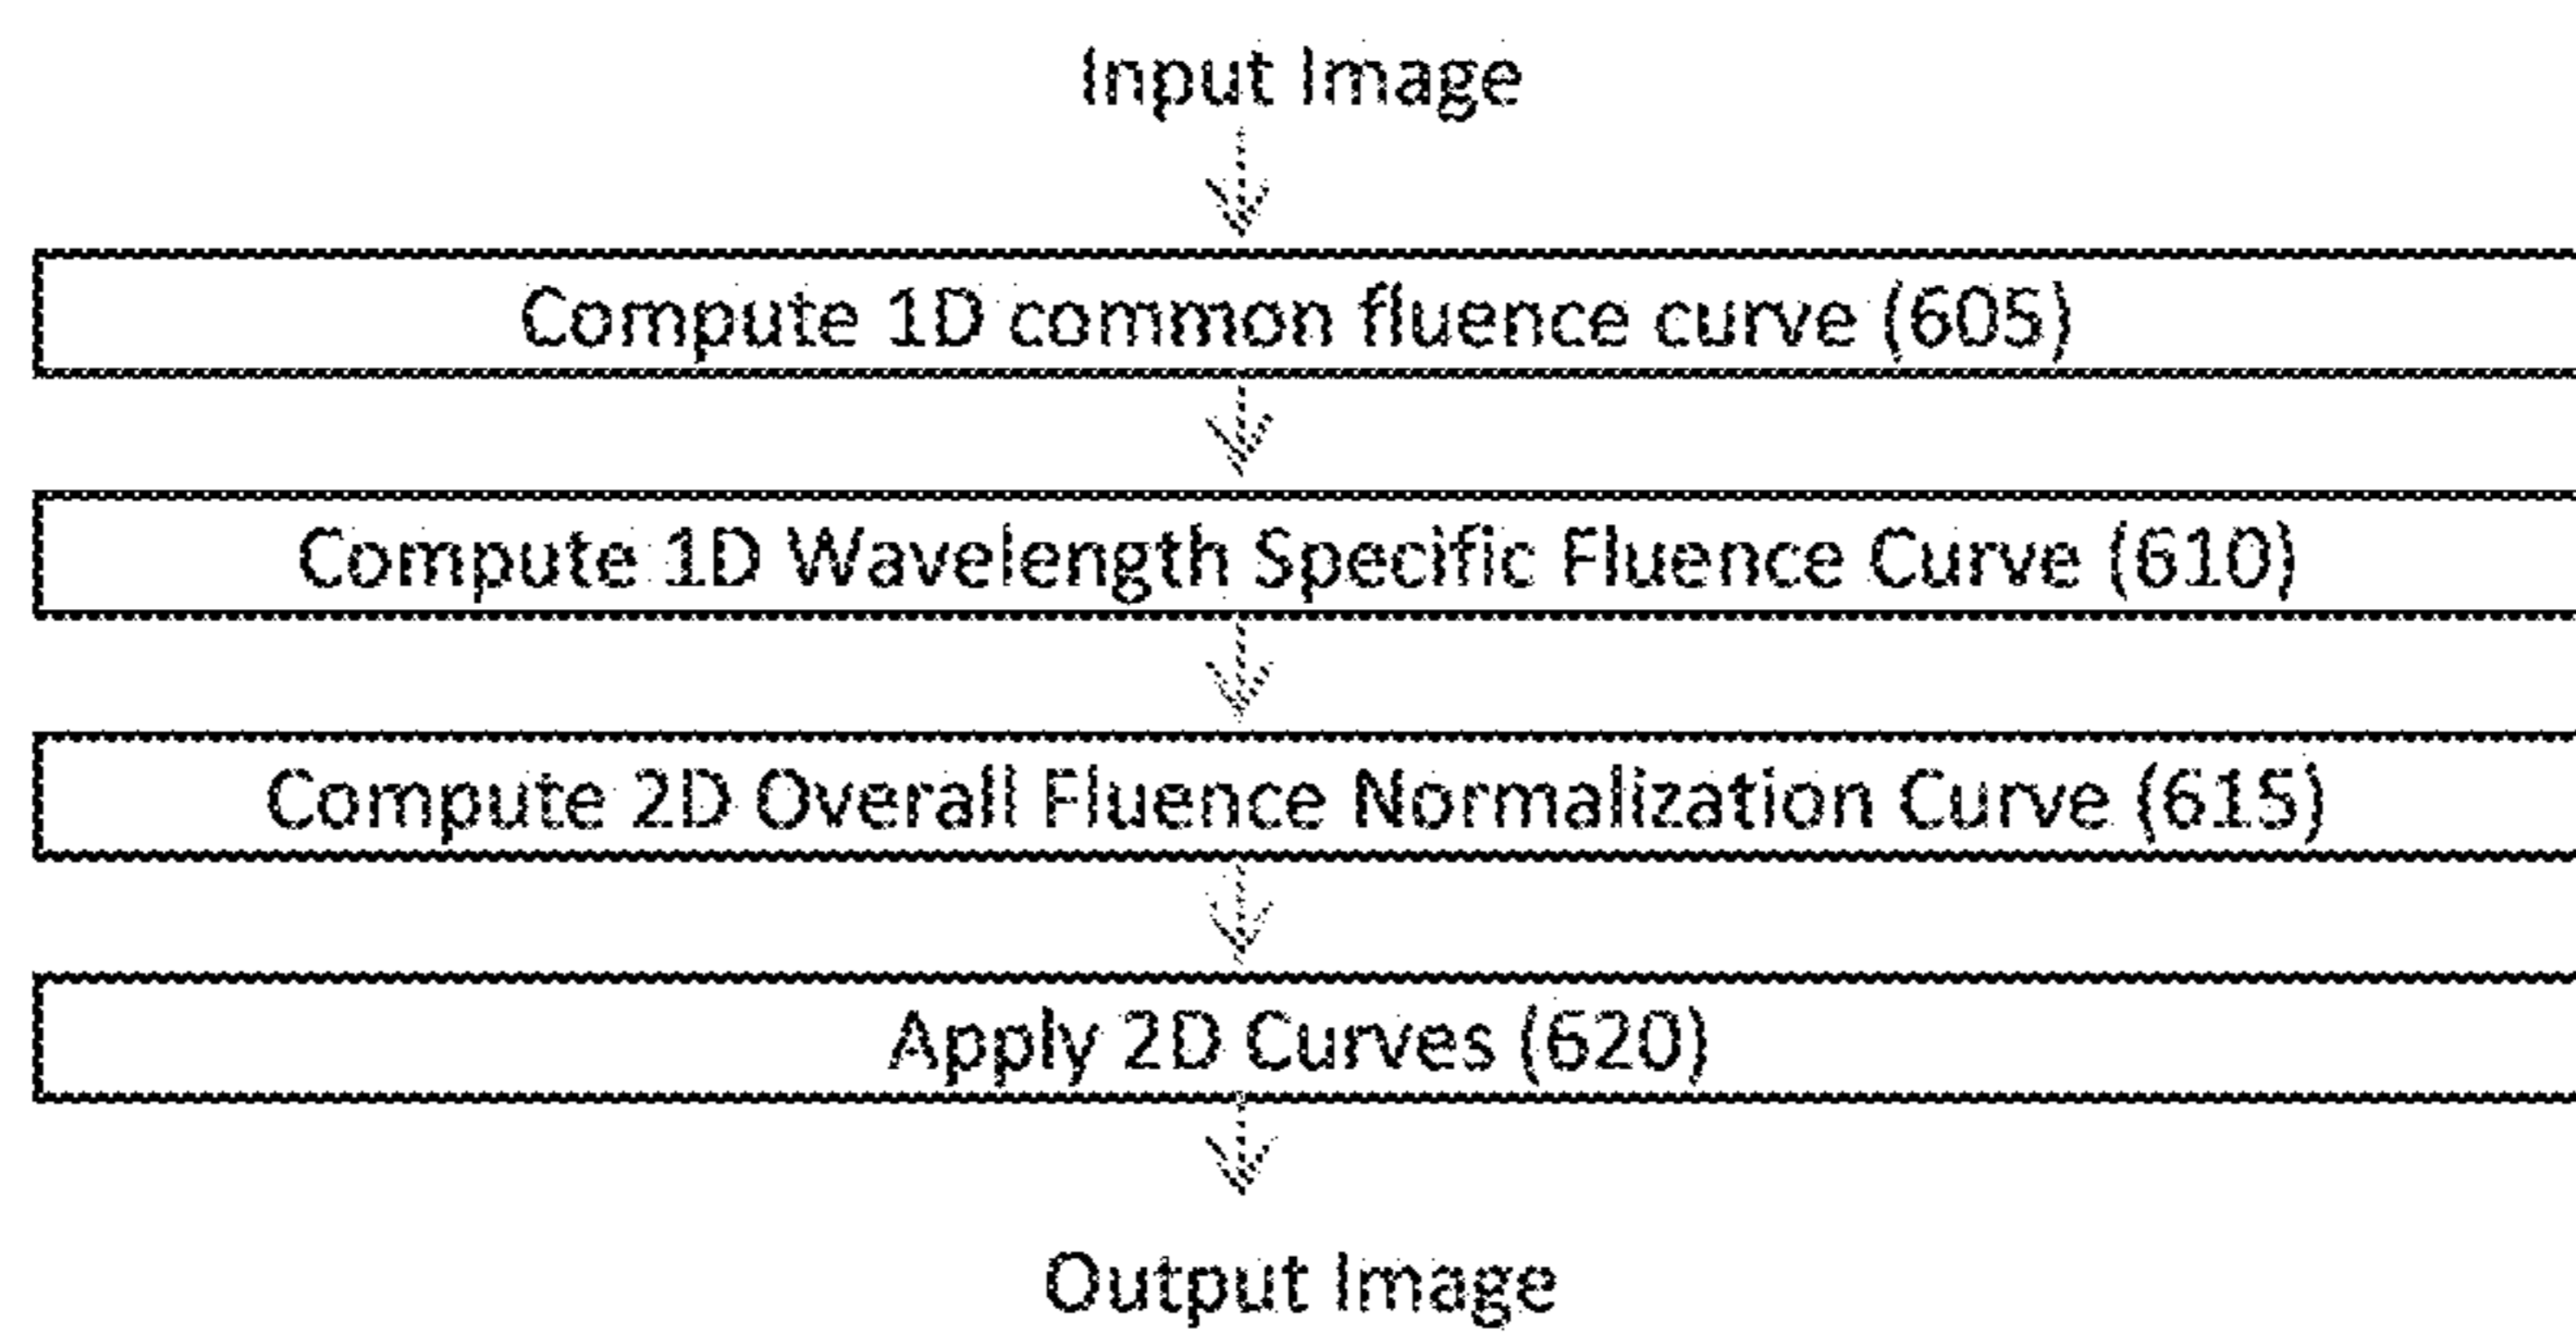 Input Image
Compute 1D common fluence curve (605)
Compute 1D Wavelength Specific Fluence Curve (610)
Compute 2D Overall Fluence Normalization Curve (615)
Apply 2D Curves (620)
Output Image